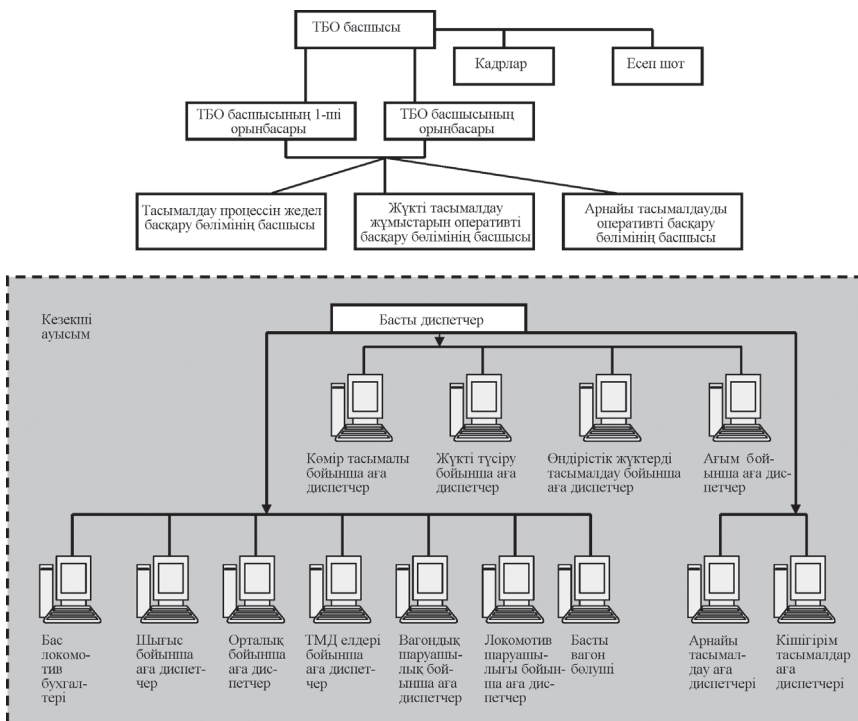 ТБО басшысы
Кадрлар
Есеп шот
ТБО басшысының 1-ші
орынбасары
ТБО басшысының
орынбасары
Тасымалдау процессін жедел
басқару бөлімінің басшысы
Жүкті тасымалдау
жұмыстарын оперативті
басқару бөлімінің басшысы
Арнайы тасымалдауды
оперативті басқару
бөлімінің басшысы
Кезекші
ауысым
Басты диспетчер
Көмір тасымалы
бойынша аға
диспетчер
Жүкті түсіру
бойынша аға
диспетчер
Өндірістік жүктерді
тасымалдау бойынша
аға диспетчер
Ағым бой-
ынша аға дис-
петчер
Бас
локомо-
тив
бухгал-
тері
Шығыс
бойынша
аға диспет-
чер
Орталық
бойынша
аға дис-
петчер
ТМД елдері
бойынша
аға диспет-
чер
Вагондық
шаруашы-
лық бой-
ынша аға
диспетчер
Локомотив
шаруашы-
лығы бойын-
ша аға дис-
петчер
Басты
вагон
бөлуші
Арнайы
тасымал-
дау аға
диспетчері
Кішігірім
тасымалдар
аға
диспетчері